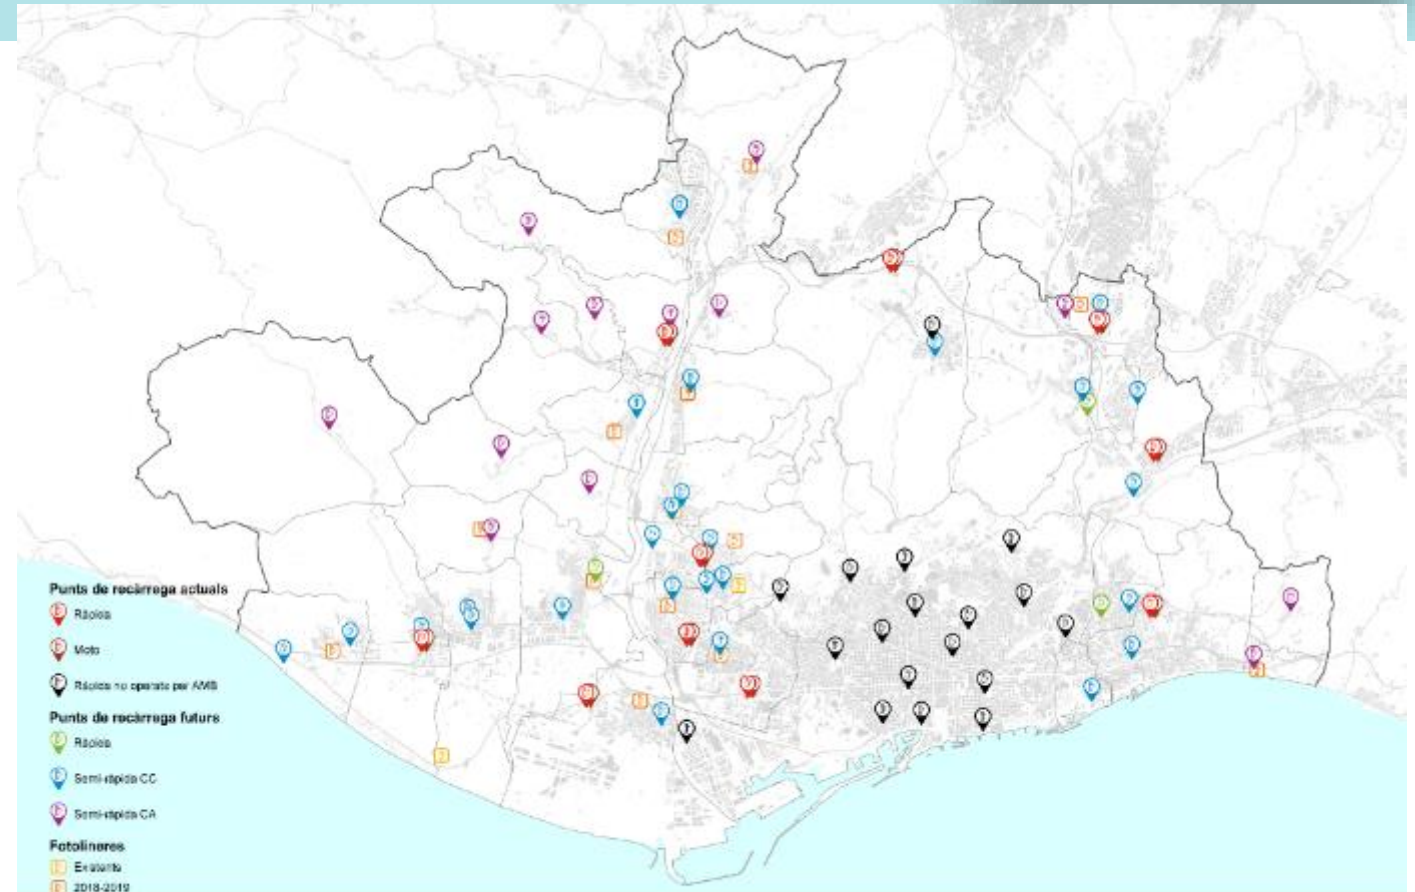 Punts de recàrrega actuals
Ràpida
Moto
Ràpida no operats per AMB
Punts de recàrrega futurs
Ràpida
Semi-ràpida CC
Semi-ràpida CA
Fotolineres
Existents
2018-2019